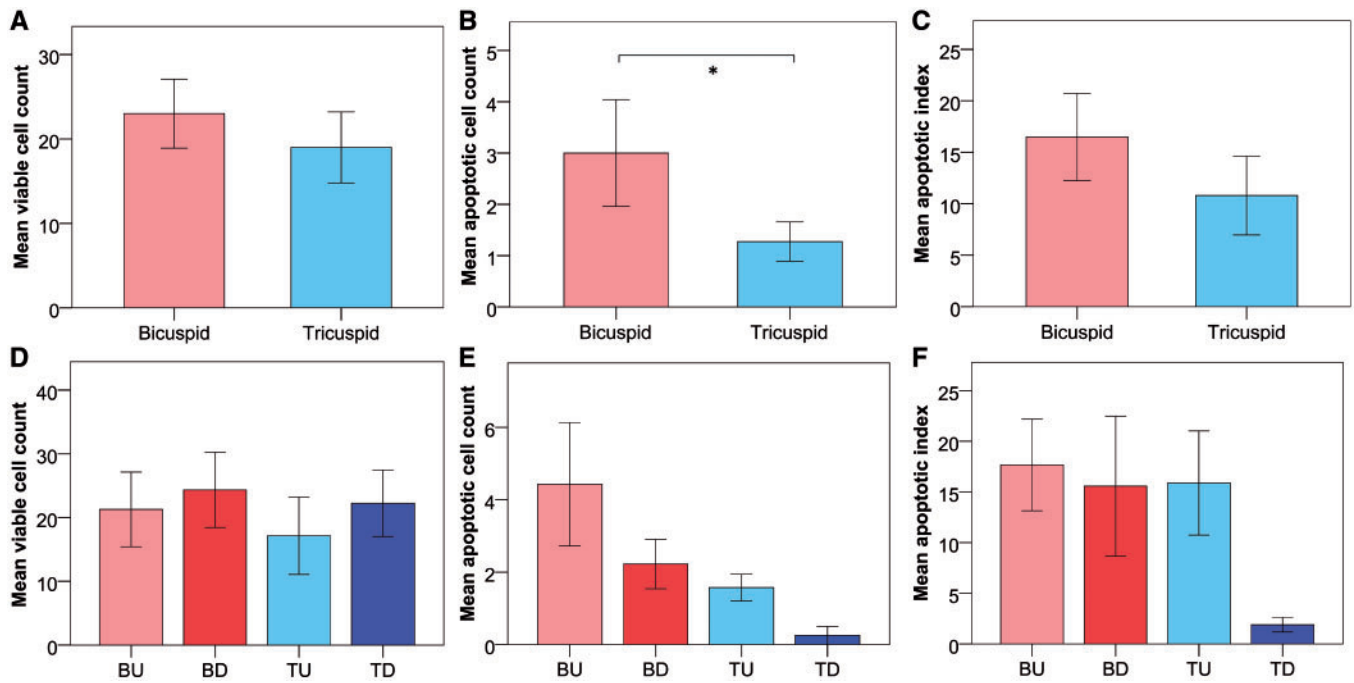 A
Mean viable cell count
30
20
10
0
Bicuspid
Tricuspid
B
Mean apoptotic cell count
5
4
3
2
1
0
*
Bicuspid
Tricuspid
C
Mean apoptotic index
25
20
15
10
5
0
Bicuspid
Tricuspid
D
Mean viable cell count
40
30
20
10
0
BU
BD
TU
TD
E
Mean apoptotic cell count
6
4
2
0
BU
BD
TU
TD
F
Mean apoptotic index
25
20
15
10
5
0
BU
BD
TU
TD